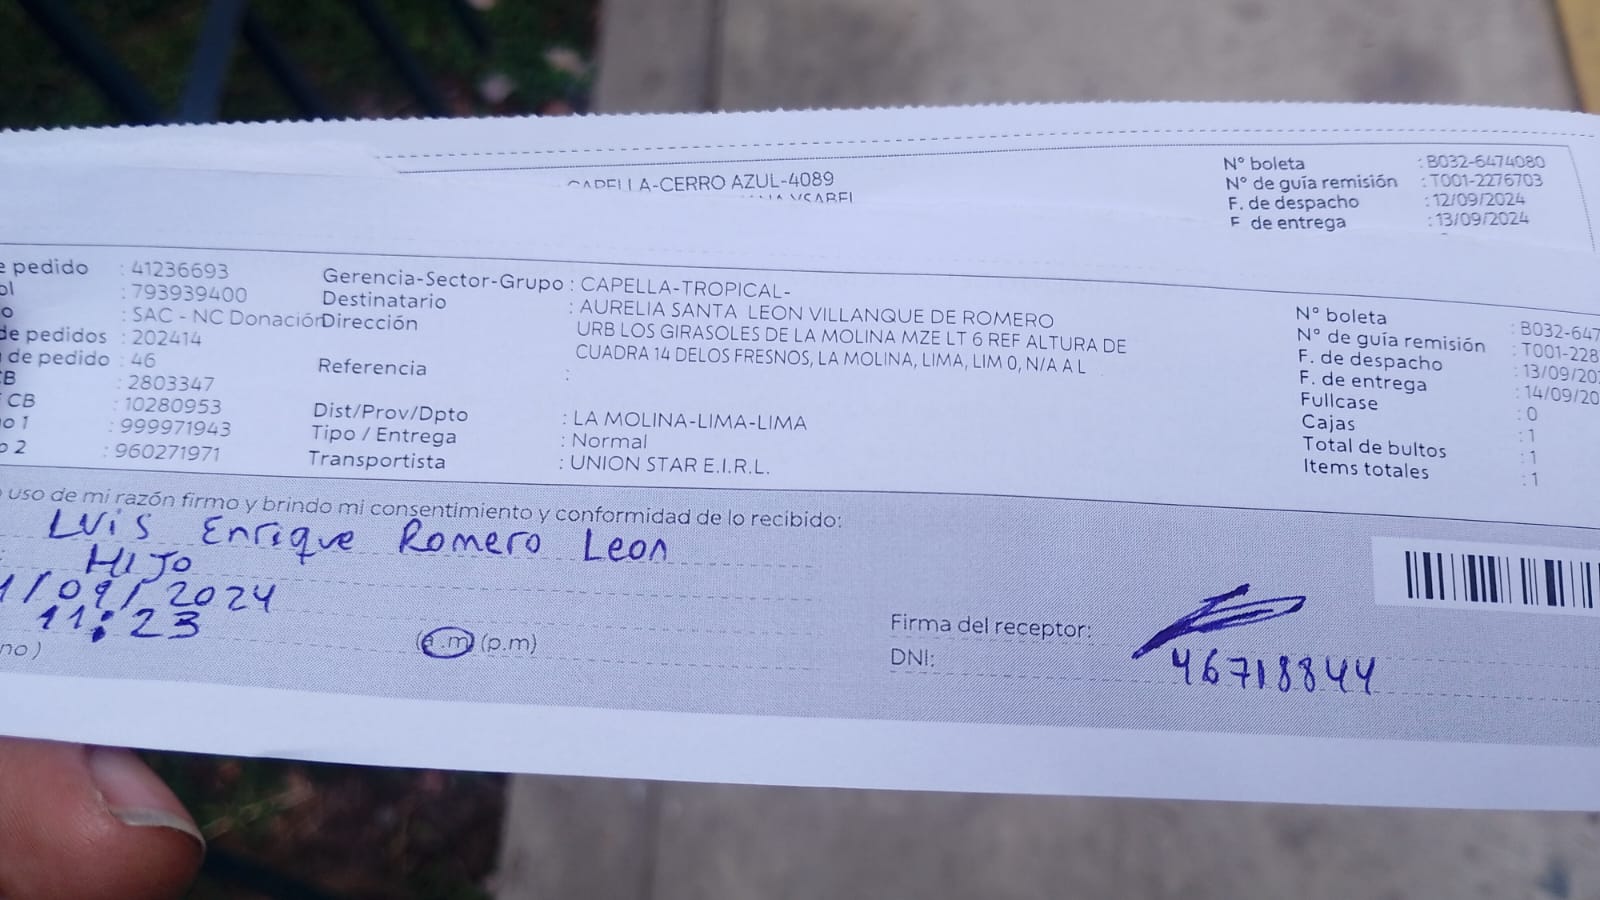 CAPELLA-CERRO AZUL-4089
YSABEL
N° boleta : B032-6474080
N° de guía remisión : T001-2276703
F. de despacho : 12/09/2024
F. de entrega : 13/09/2024
e pedido : 41236693
ol : 793939400
o : SAC - NC Donación
de pedidos : 202414
de pedido : 46
CB : 2803347
CB : 10280953
o 1 : 999971943
o 2 : 960271971
Gerencia-Sector-Grupo : CAPELLA-TROPICAL-
Destinatario : AURELIA SANTA LEON VILLANQUE DE ROMERO
Dirección URB LOS GIRASOLES DE LA MOLINA MZE LT 6 REF ALTURA DE
CUADRA 14 DELOS FRESNOS, LA MOLINA, LIMA, LIM 0, N/A A L
Referencia :
Dist/Prov/Dpto : LA MOLINA-LIMA-LIMA
Tipo / Entrega : Normal
Transportista : UNION STAR E.I.R.L.
N° boleta : B032-647
N° de guía remisión : T001-228
F. de despacho : 13/09/20
F. de entrega : 14/09/20
Fullcase : 0
Cajas : 1
Total de bultos : 1
Items totales : 1
uso de mi razón firmo y brindo mi consentimiento y conformidad de lo recibido:
Luis Enrique Romero Leon
HIJO
/09/2024
11:23
no) (a.m) (p.m)
Firma del receptor:
DNI: 46718844